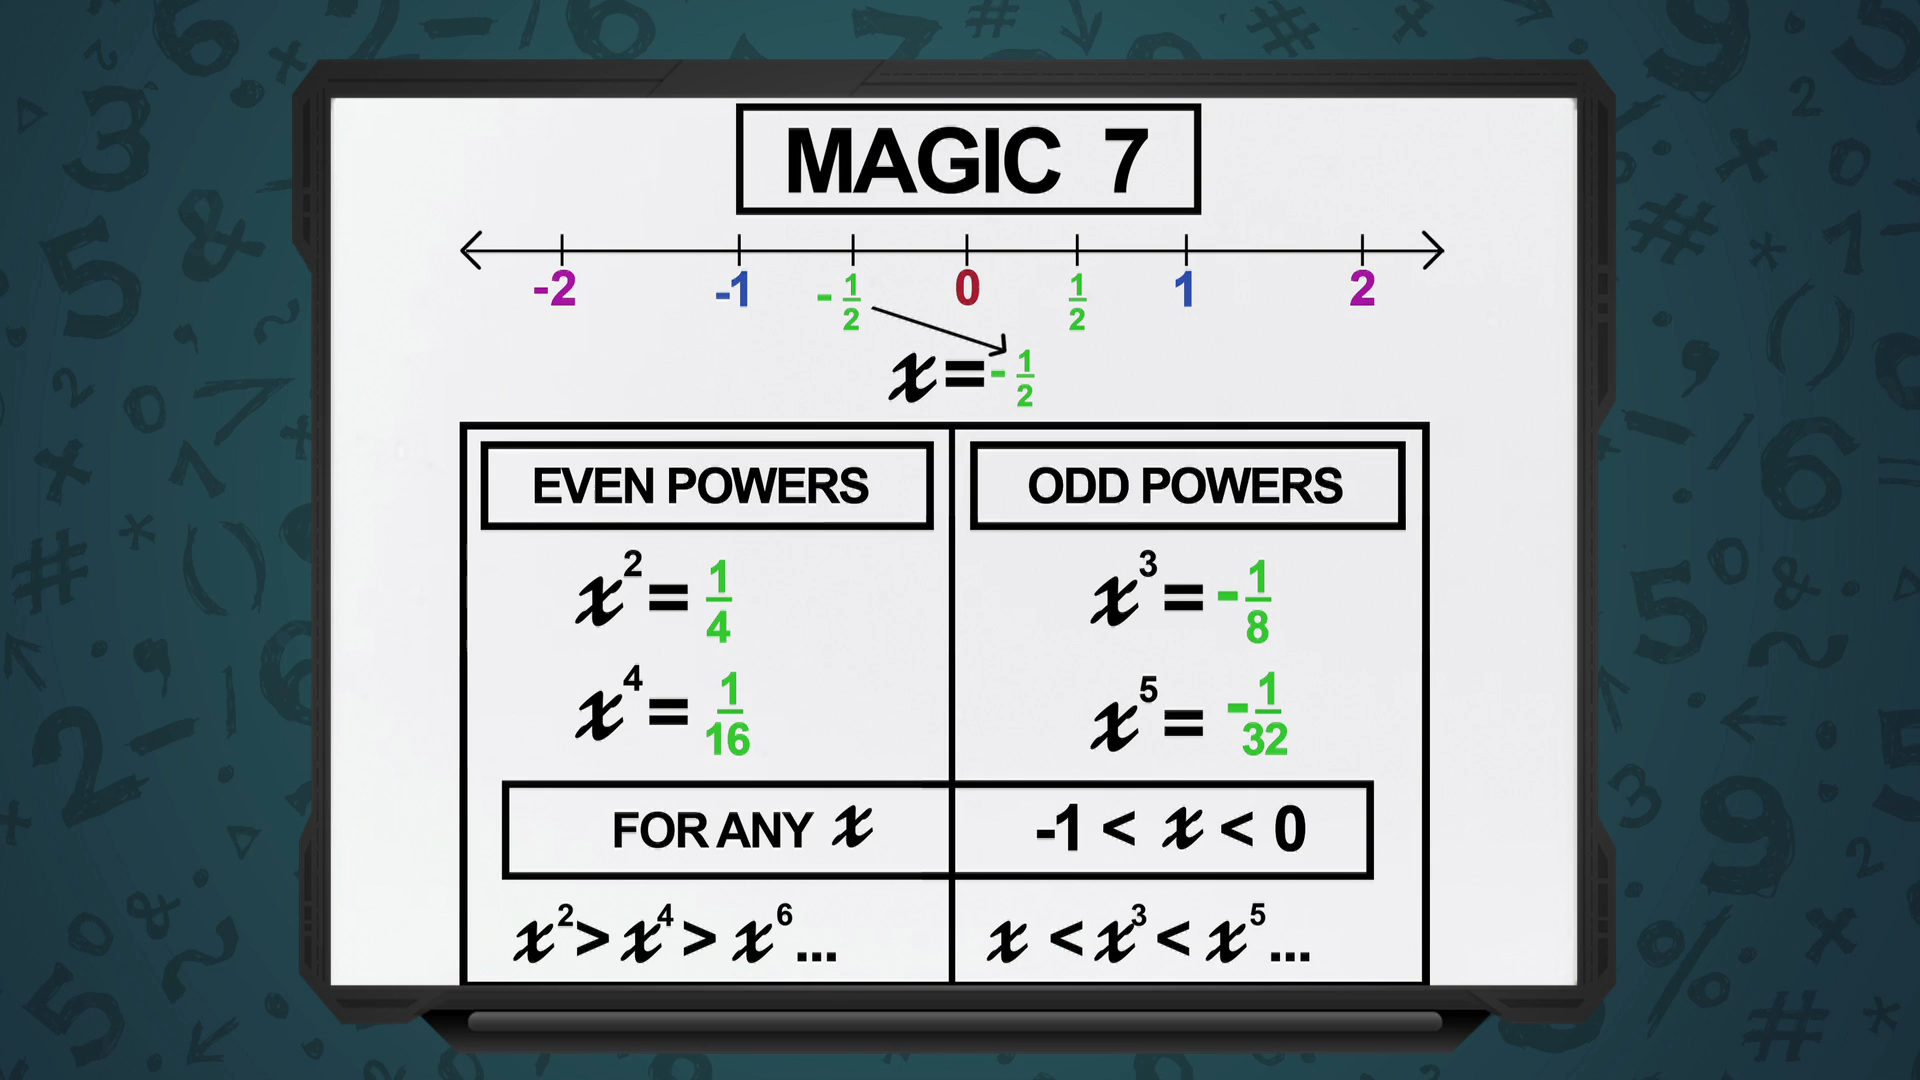 MAGIC 7
-2 -1 -1/2 0 1/2 1 2
x = -1/2
EVEN POWERS
ODD POWERS
x² = 1/4
x³ = -1/8
x⁴ = 1/16
x⁵ = -1/32
FOR ANY x
-1 < x < 0
x² > x⁴ > x⁶...
x < x³ < x⁵...